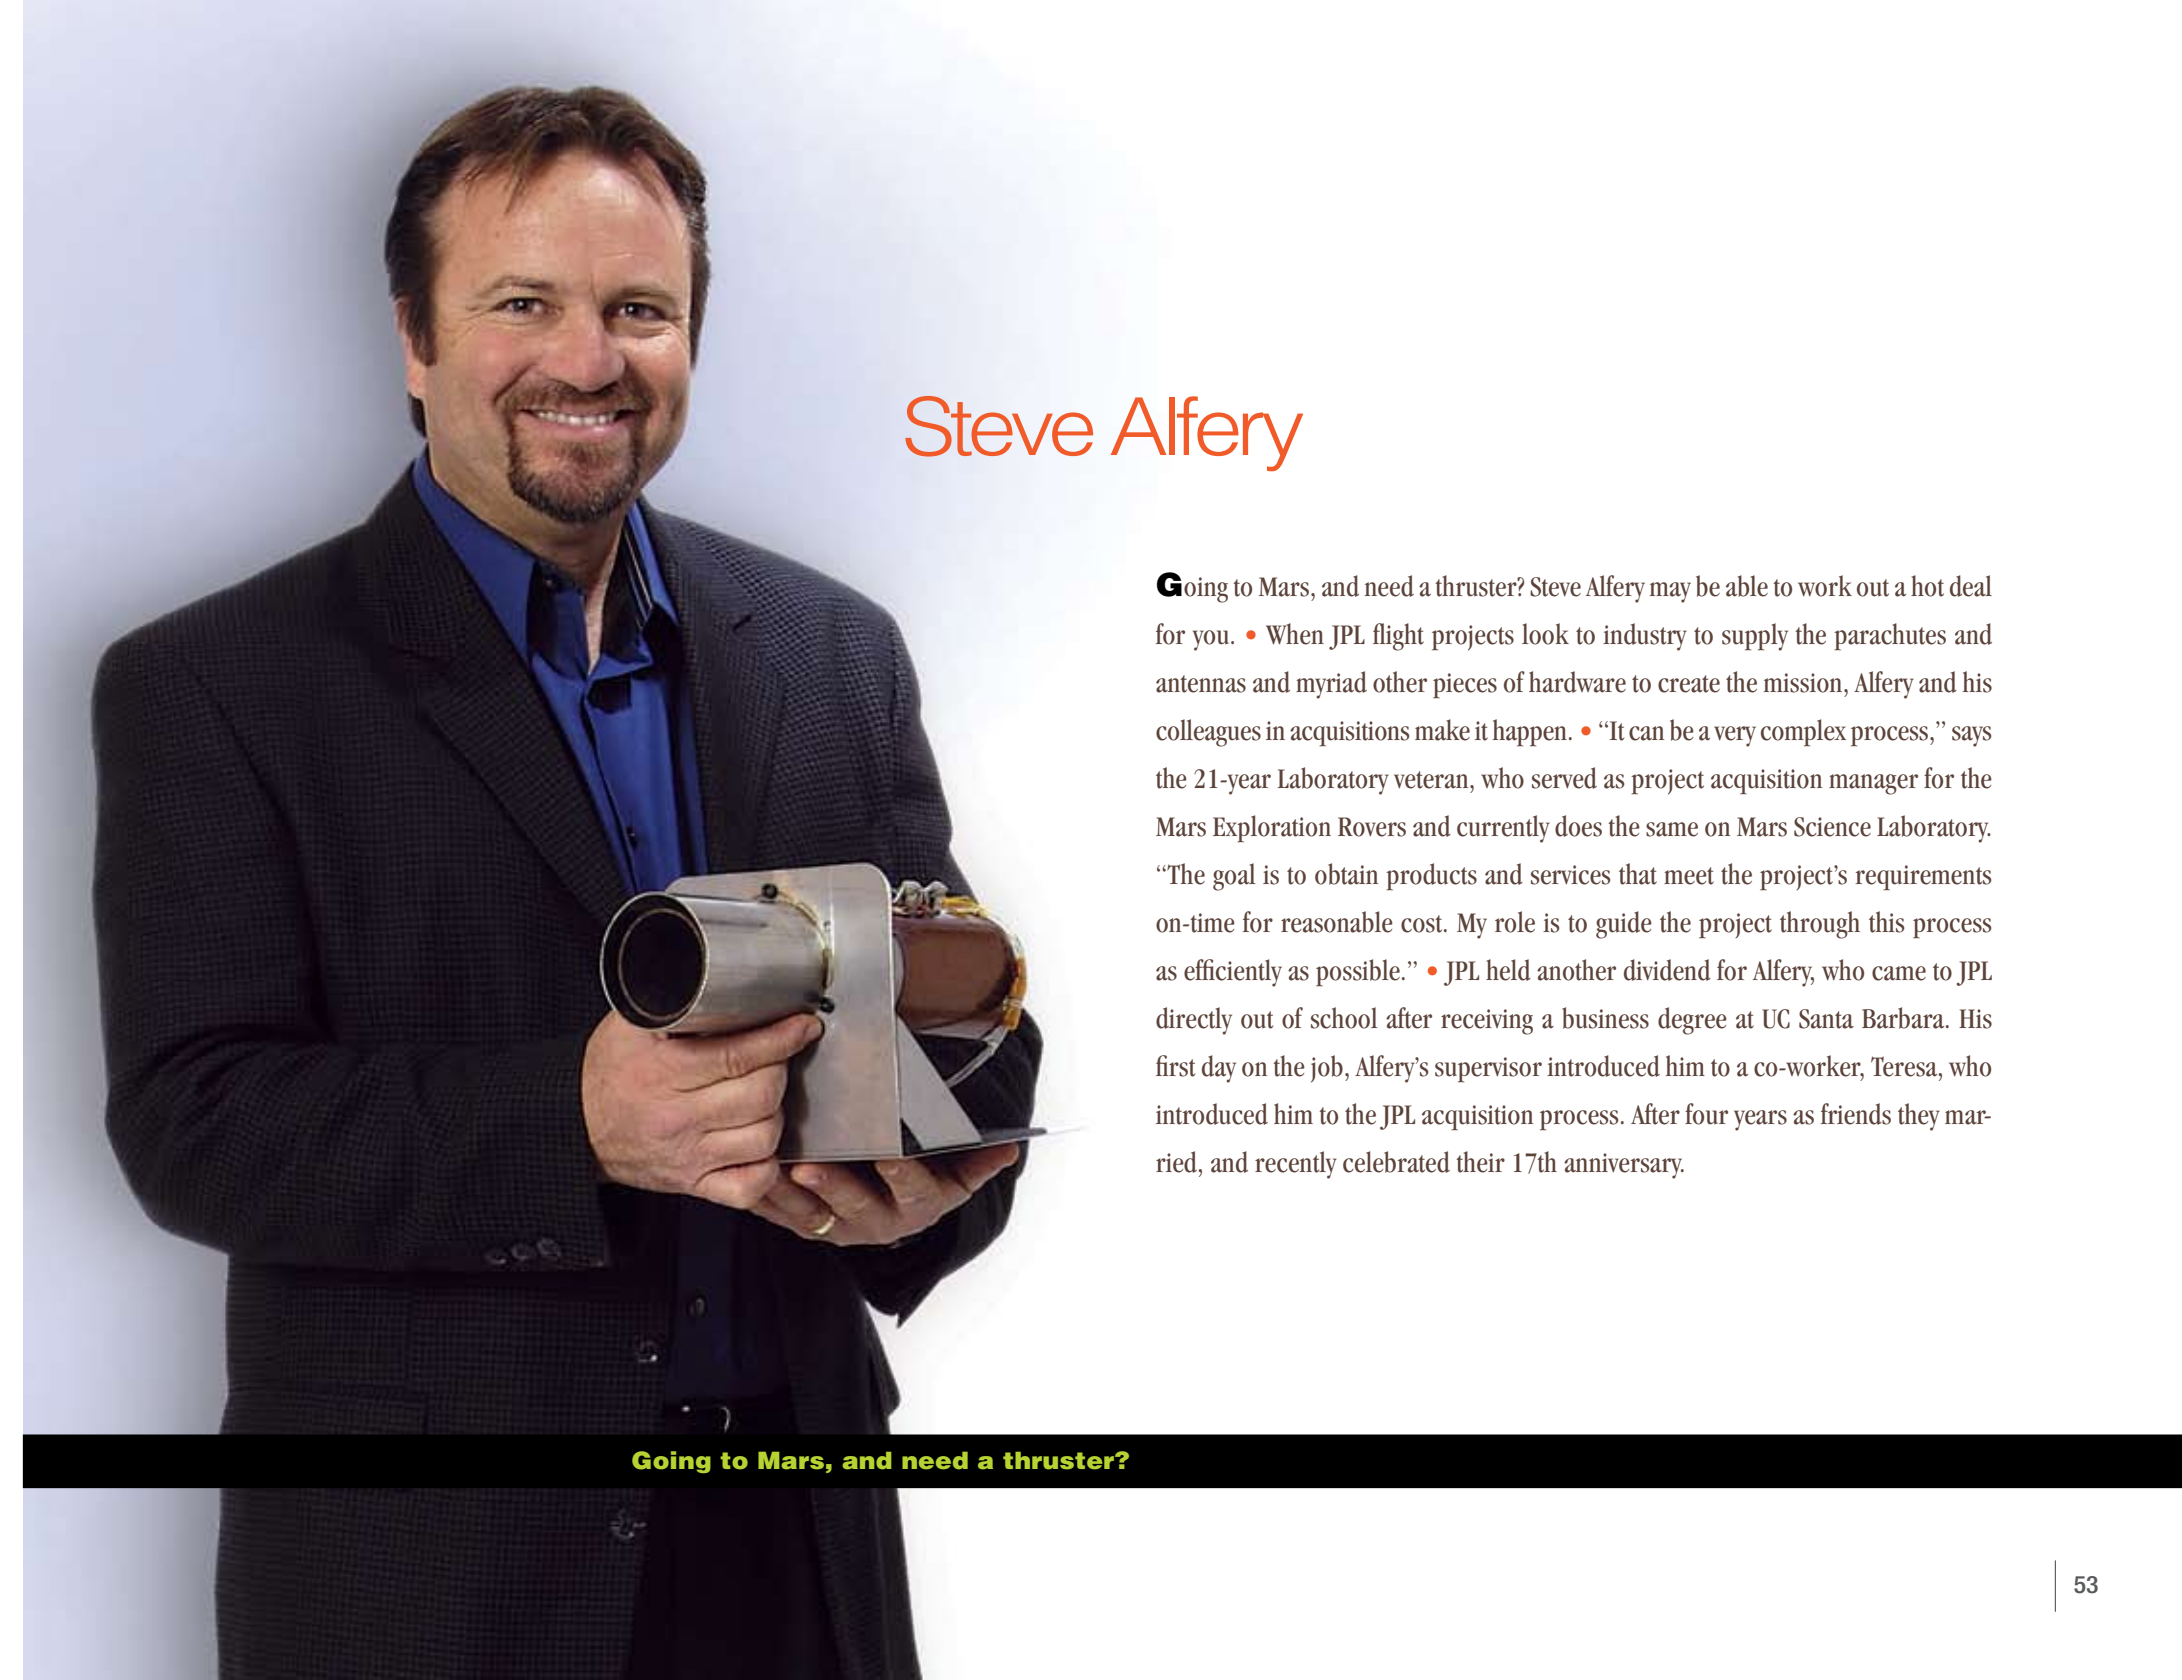 Steve Alfery
Going to Mars, and need a thruster? Steve Alfery may be able to work out a hot deal
for you. • When JPL flight projects look to industry to supply the parachutes and
antennas and myriad other pieces of hardware to create the mission, Alfery and his
colleagues in acquisitions make it happen. • “It can be a very complex process,” says
the 21-year Laboratory veteran, who served as project acquisition manager for the
Mars Exploration Rovers and currently does the same on Mars Science Laboratory.
“The goal is to obtain products and services that meet the project’s requirements
on-time for reasonable cost. My role is to guide the project through this process
as efficiently as possible.” • JPL held another dividend for Alfery, who came to JPL
directly out of school after receiving a business degree at UC Santa Barbara. His
first day on the job, Alfery’s supervisor introduced him to a co-worker, Teresa, who
introduced him to the JPL acquisition process. After four years as friends they mar-
ried, and recently celebrated their 17th anniversary.
Going to Mars, and need a thruster?
53